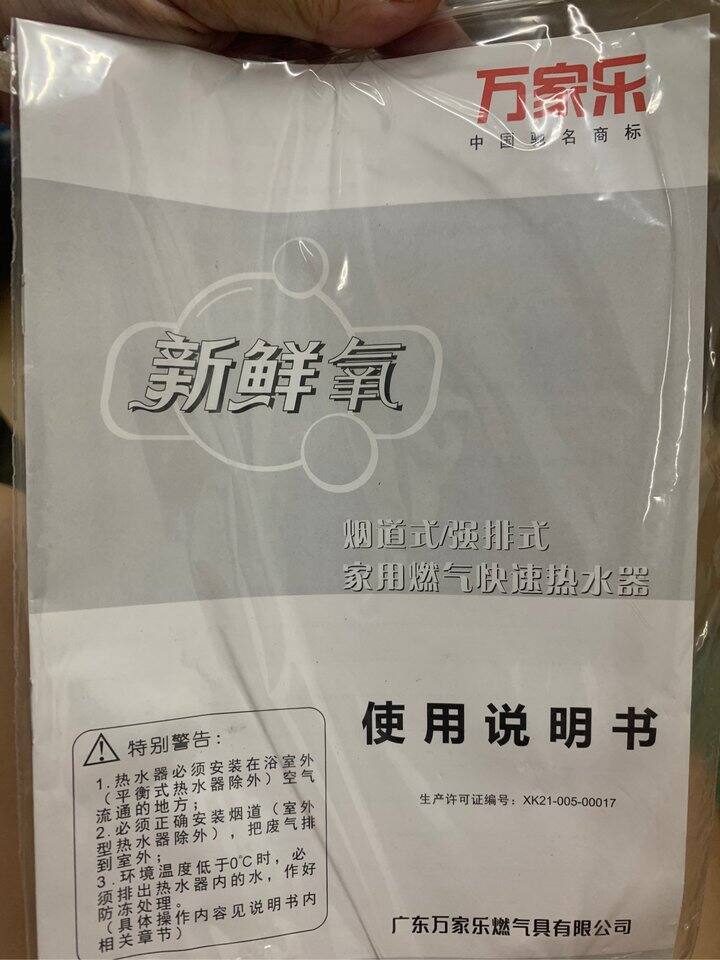 万家乐
中国驰名商标
新鲜氧
烟道式/强排式
家用燃气快速热水器
使用说明书
生产许可证编号：XK21-005-00017
广东万家乐燃气具有限公司
特别警告：
1.热水器必须安装在浴室外
（平衡式热水器除外）空气
流通的地方；
2.必须正确安装烟道（室外
型热水器除外），把废气排
到室外；
3.环境温度低于0℃时，必
须排出热水器内的水，作好
防冻处理。
（具体操作内容见说明书内
相关章节）